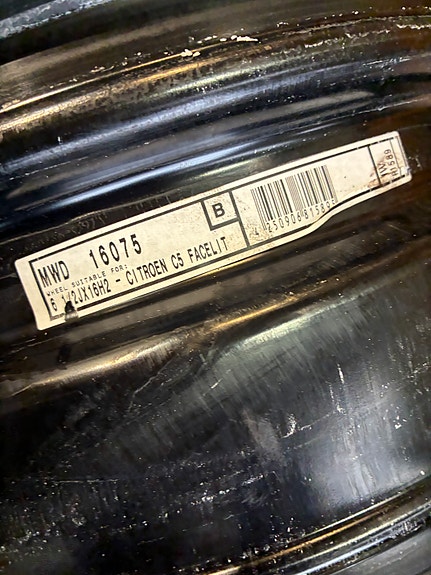 MWD 16075
B
WHEEL SUITABLE FOR:
6 1/2JX16H2 - CITROEN C5 FACELIT